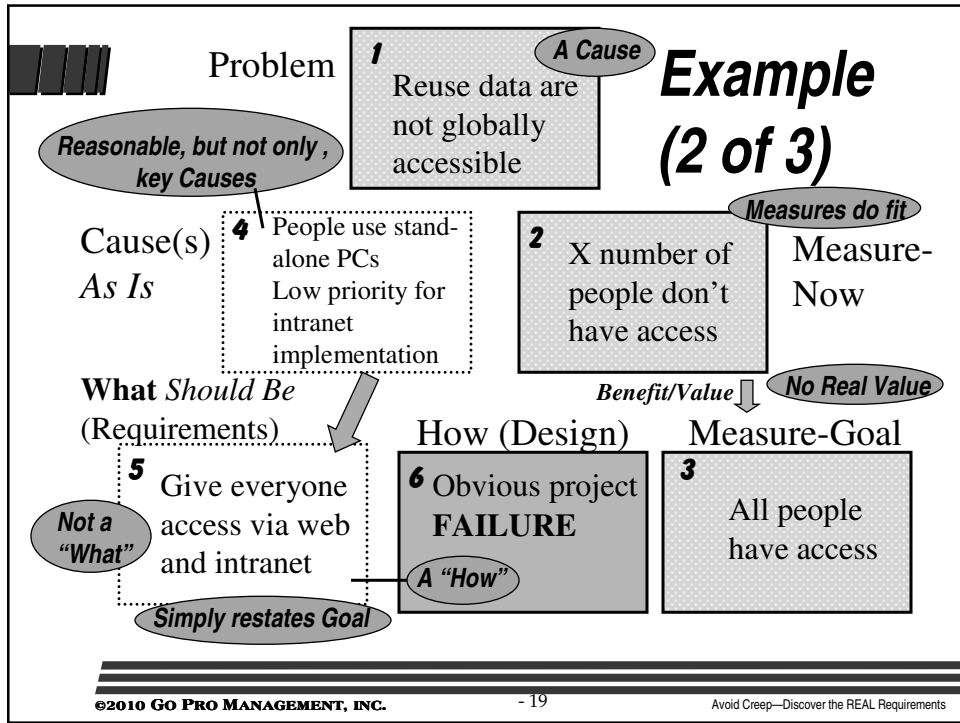 Problem
1
A Cause
Reuse data are
not globally
accessible
Example
(2 of 3)
Reasonable, but not only ,
key Causes
Cause(s)
As Is
4
People use stand-
alone PCs
Low priority for
intranet
implementation
2
X number of
people don’t
have access
Measures do fit
Measure-
Now
What Should Be
(Requirements)
Benefit/Value
No Real Value
How (Design)
Measure-Goal
5
Give everyone
access via web
and intranet
Not a
“What”
Simply restates Goal
6
Obvious project
FAILURE
A “How”
3
All people
have access
©2010 GO PRO MANAGEMENT, INC.
- 19
Avoid Creep—Discover the REAL Requirements